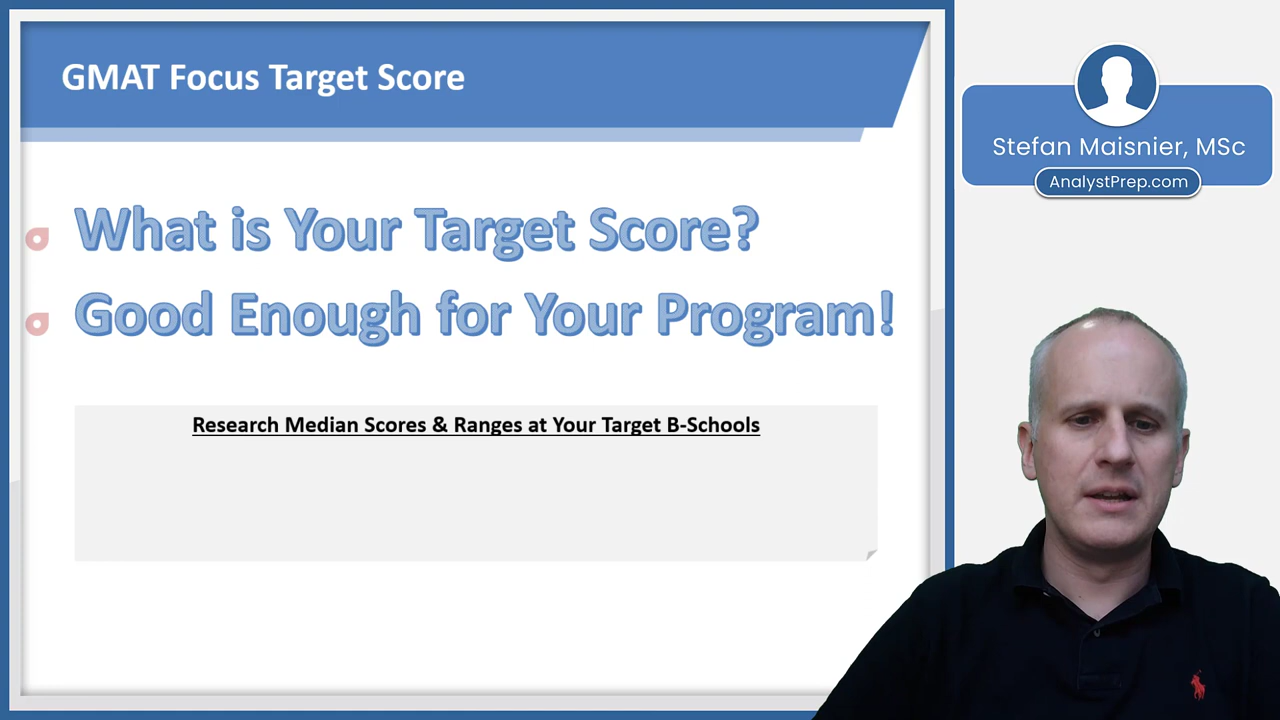 GMAT Focus Target Score
What is Your Target Score?
Good Enough for Your Program!
Research Median Scores & Ranges at Your Target B-Schools
Stefan Maisnier, MSc
AnalystPrep.com